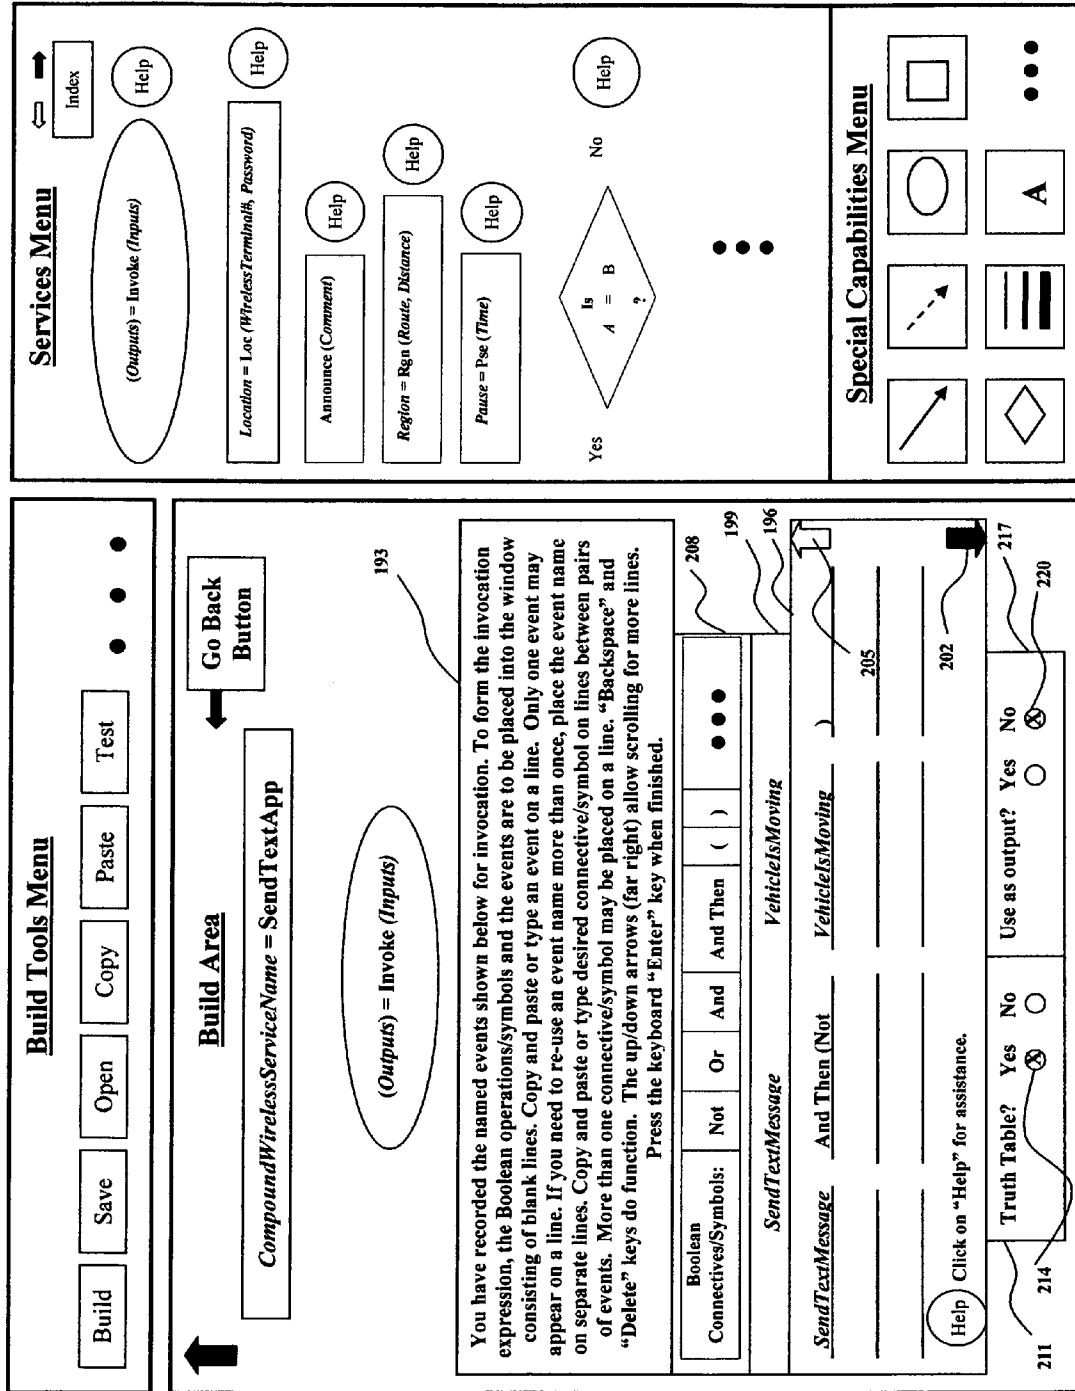 Build Tools Menu
Build
Save
Open
Copy
Paste
Test
Build Area
Go Back
Button
CompoundWirelessServiceName = SendTextApp
(Outputs) = Invoke (Inputs)
193
You have recorded the named events shown below for invocation. To form the invocation
expression, the Boolean operations/symbols and the events are to be placed into the window
consisting of blank lines. Copy and paste or type an event on a line. Only one event may
appear on a line. If you need to re-use an event name more than once, place the event name
on separate lines. Copy and paste or type desired connective/symbol on lines between pairs
of events. More than one connective/symbol may be placed on a line. "Backspace" and
"Delete" keys do function. The up/down arrows (far right) allow scrolling for more lines.
Press the keyboard "Enter" key when finished.
Boolean
Connectives/Symbols:
Not
Or
And
And Then
(
)
208
SendTextMessage
VehicleIsMoving
199
196
SendTextMessage
And Then (Not
VehicleIsMoving
)
205
202
Help
Click on "Help" for assistance.
Truth Table?
Yes
No
Use as output?
Yes
No
X
X
211
214
217
220
Services Menu
Index
(Outputs) = Invoke (Inputs)
Help
Location = Loc (WirelessTerminal#, Password)
Help
Announce (Comment)
Help
Region = Rgn (Route, Distance)
Help
Pause = Pse (Time)
Help
Yes
Is
A = B
?
No
Help
Special Capabilities Menu
A